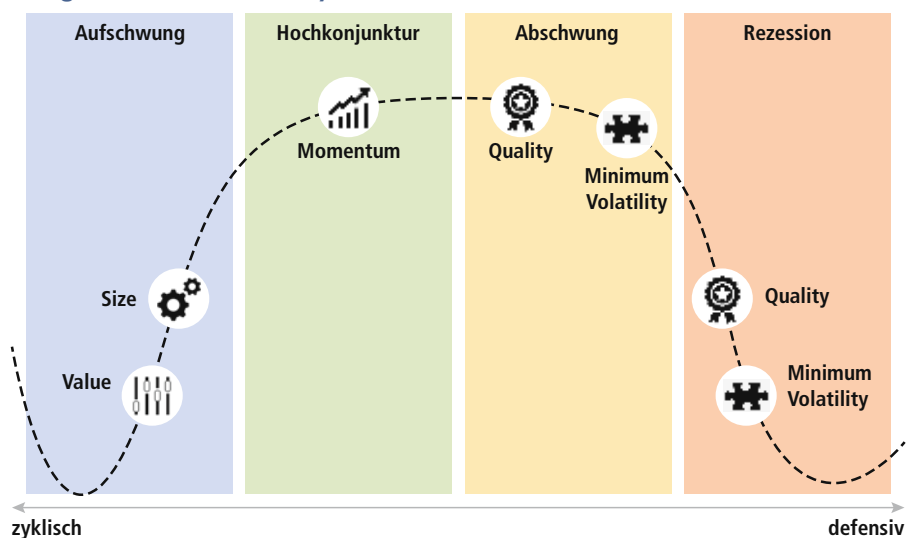 Aufschwung
Hochkonjunktur
Abschwung
Rezession
Momentum
Quality
Minimum
Volatility
Size
Quality
Value
Minimum
Volatility
zyklisch
defensiv